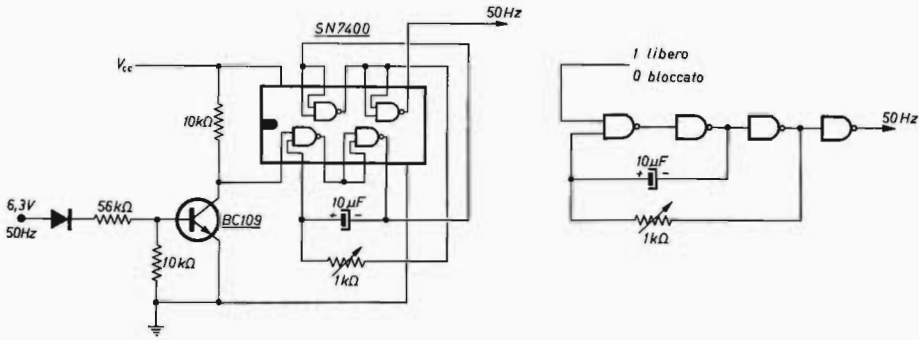 SN7400
50Hz
Vcc
10kΩ
6,3V
50Hz
56kΩ
BC109
10kΩ
10µF
+ -
1kΩ
1 libero
0 bloccato
50Hz
10µF
+ -
1kΩ